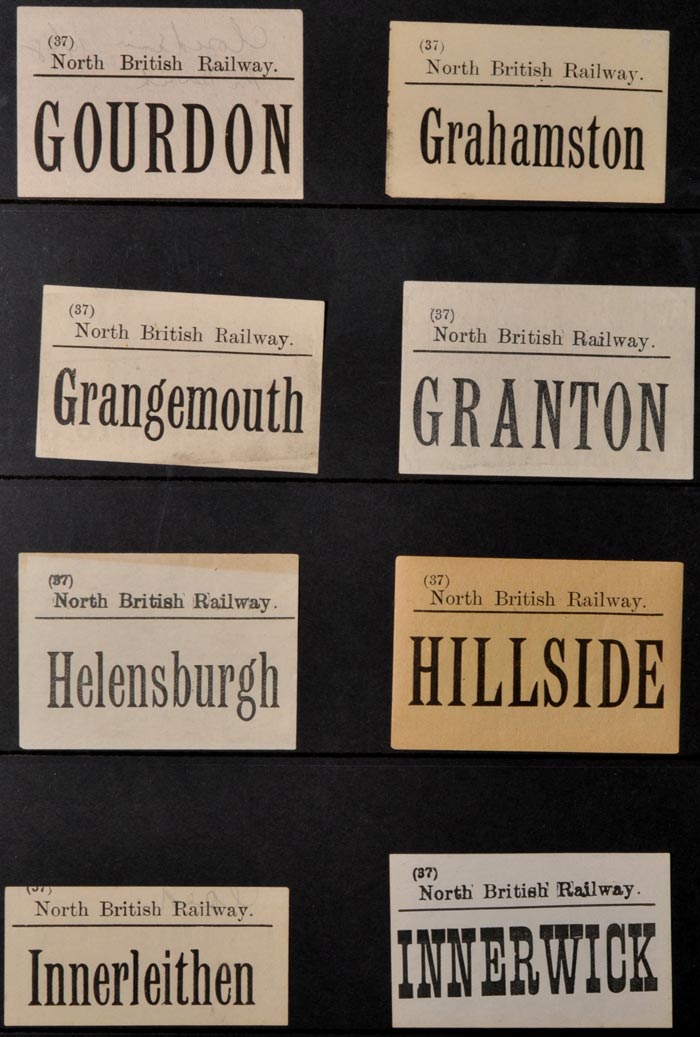 (37)
North British Railway.
GOURDON
(37)
North British Railway.
Grahamston
(37)
North British Railway.
Grangemouth
(37)
North British Railway.
GRANTON
(37)
North British Railway.
Helensburgh
(37)
North British Railway.
HILLSIDE
(37)
North British Railway.
Innerleithen
(37)
North British Railway.
INNERWICK